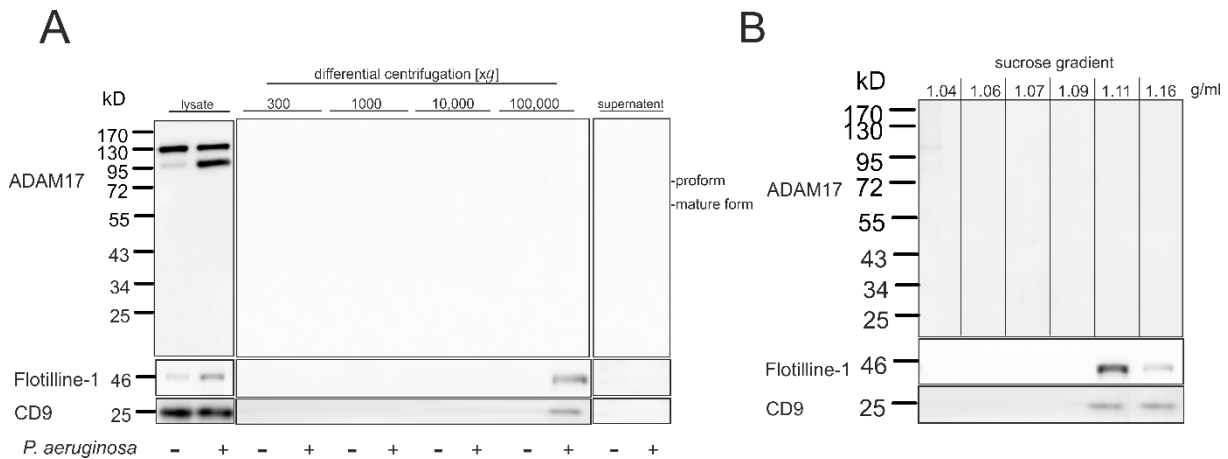 A
differential centrifugation [xg]
kD
lysate 300 1000 10,000 100,000 supernatent
170
130
95
72
55
43
34
25
ADAM17
-proform
-mature form
Flotilline-1 46
CD9 25
P. aeruginosa - + - + - + - + - + - +
B
sucrose gradient
kD
1.04 1.06 1.07 1.09 1.11 1.16 g/ml
170
130
95
72
55
43
34
25
ADAM17
Flotilline-1 46
CD9 25